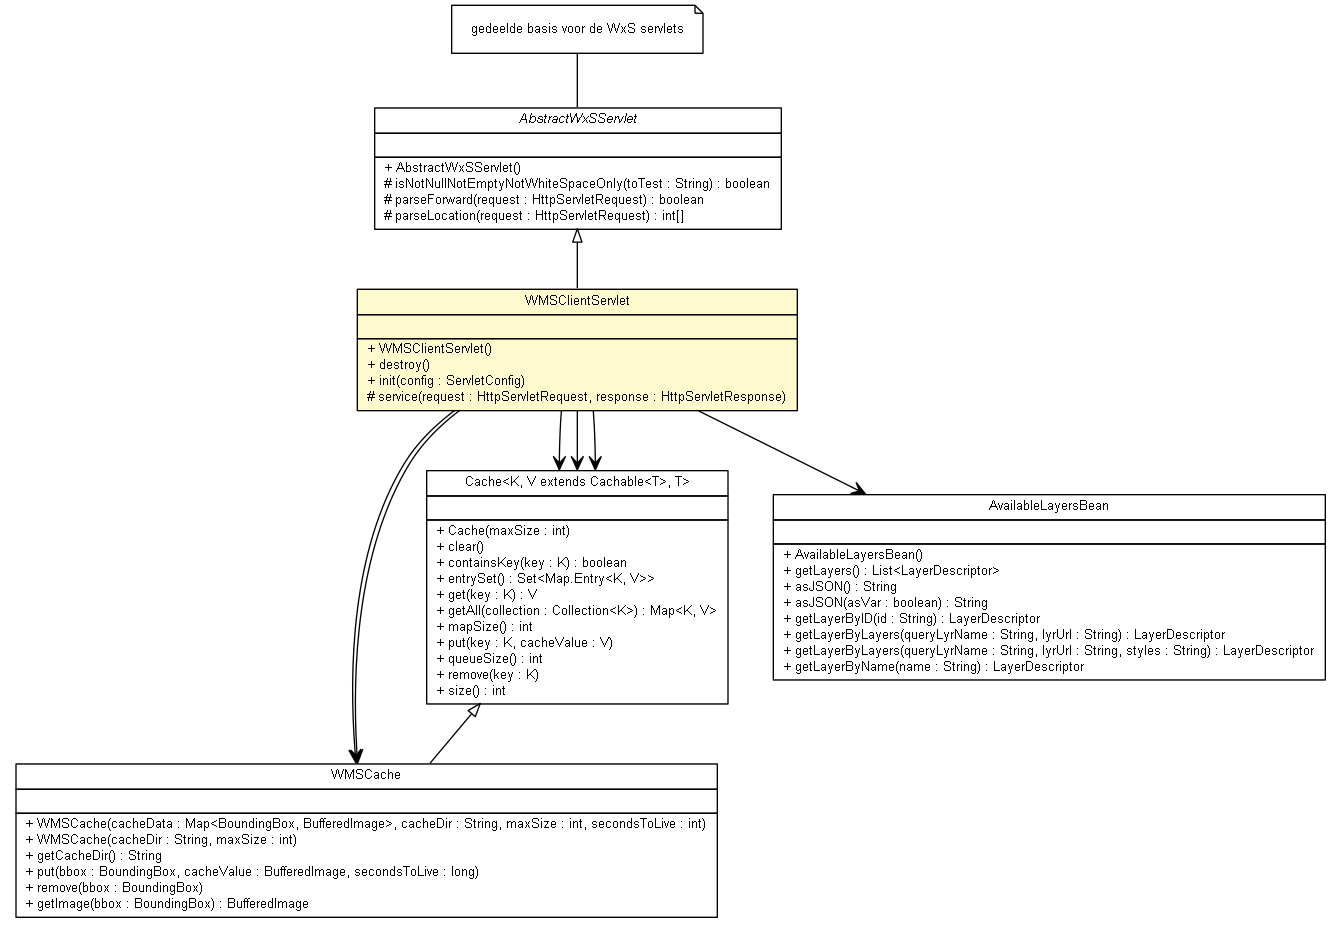 gedeelde basis voor de WxS servlets
AbstractWxSServlet
+ AbstractWxSServlet()
# isNotNullNotEmptyNotWhiteSpaceOnly(toTest : String) : boolean
# parseForward(request : HttpServletRequest) : boolean
# parseLocation(request : HttpServletRequest) : int[]
WMSClientServlet
+ WMSClientServlet()
+ destroy()
+ init(config : ServletConfig)
# service(request : HttpServletRequest, response : HttpServletResponse)
Cache<K, V extends Cachable<T>, T>
+ Cache(maxSize : int)
+ clear()
+ containsKey(key : K) : boolean
+ entrySet() : Set<Map.Entry<K, V>>
+ get(key : K) : V
+ getAll(collection : Collection<K>) : Map<K, V>
+ mapSize() : int
+ put(key : K, cacheValue : V)
+ queueSize() : int
+ remove(key : K)
+ size() : int
AvailableLayersBean
+ AvailableLayersBean()
+ getLayers() : List<LayerDescriptor>
+ asJSON() : String
+ asJSON(asVar : boolean) : String
+ getLayerByID(id : String) : LayerDescriptor
+ getLayerByLayers(queryLyrName : String, lyrUrl : String) : LayerDescriptor
+ getLayerByLayers(queryLyrName : String, lyrUrl : String, styles : String) : LayerDescriptor
+ getLayerByName(name : String) : LayerDescriptor
WMSCache
+ WMSCache(cacheData : Map<BoundingBox, BufferedImage>, cacheDir : String, maxSize : int, secondsToLive : int)
+ WMSCache(cacheDir : String, maxSize : int)
+ getCacheDir() : String
+ put(bbox : BoundingBox, cacheValue : BufferedImage, secondsToLive : long)
+ remove(bbox : BoundingBox)
+ getImage(bbox : BoundingBox) : BufferedImage